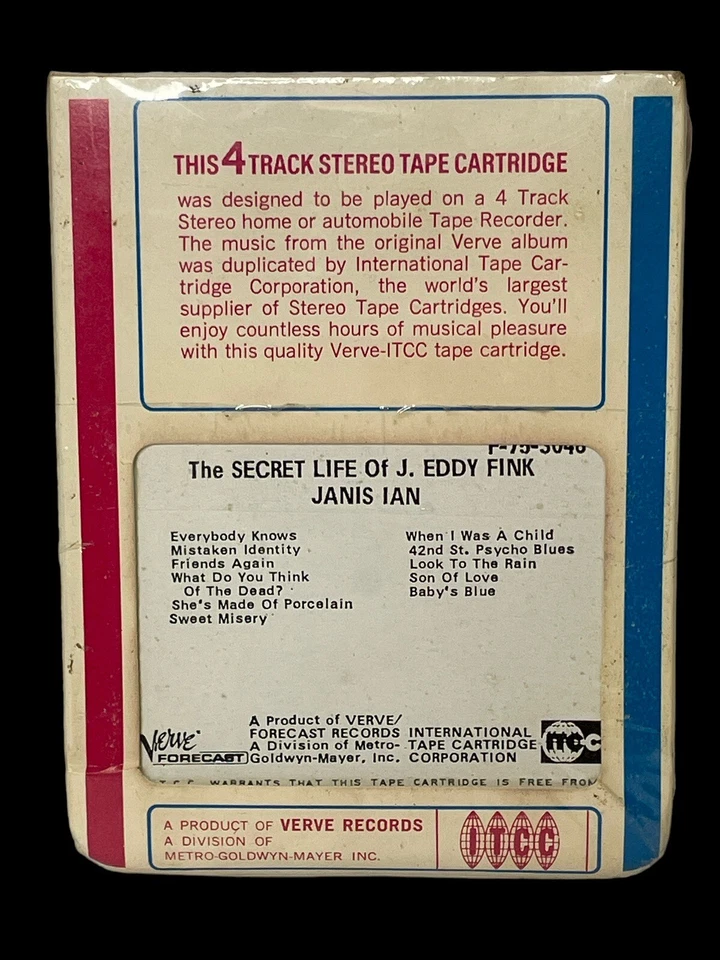 THIS 4 TRACK STEREO TAPE CARTRIDGE
was designed to be played on a 4 Track
Stereo home or automobile Tape Recorder.
The music from the original Verve album
was duplicated by International Tape Car-
tridge Corporation, the world's largest
supplier of Stereo Tape Cartridges. You'll
enjoy countless hours of musical pleasure
with this quality Verve-ITCC tape cartridge.
F-75-3048
The SECRET LIFE Of J. EDDY FINK
JANIS IAN
Everybody Knows
Mistaken Identity
Friends Again
What Do You Think
Of The Dead?
She's Made Of Porcelain
Sweet Misery
When I Was A Child
42nd St. Psycho Blues
Look To The Rain
Son Of Love
Baby's Blue
Verve
FORECAST
A Product of VERVE/
FORECAST RECORDS
A Division of Metro-
Goldwyn-Mayer, Inc.
INTERNATIONAL
TAPE CARTRIDGE
CORPORATION
ITCC
WARRANTS THAT THIS TAPE CARTRIDGE IS FREE FROM
A PRODUCT OF VERVE RECORDS
A DIVISION OF
METRO-GOLDWYN-MAYER INC.
ITCC